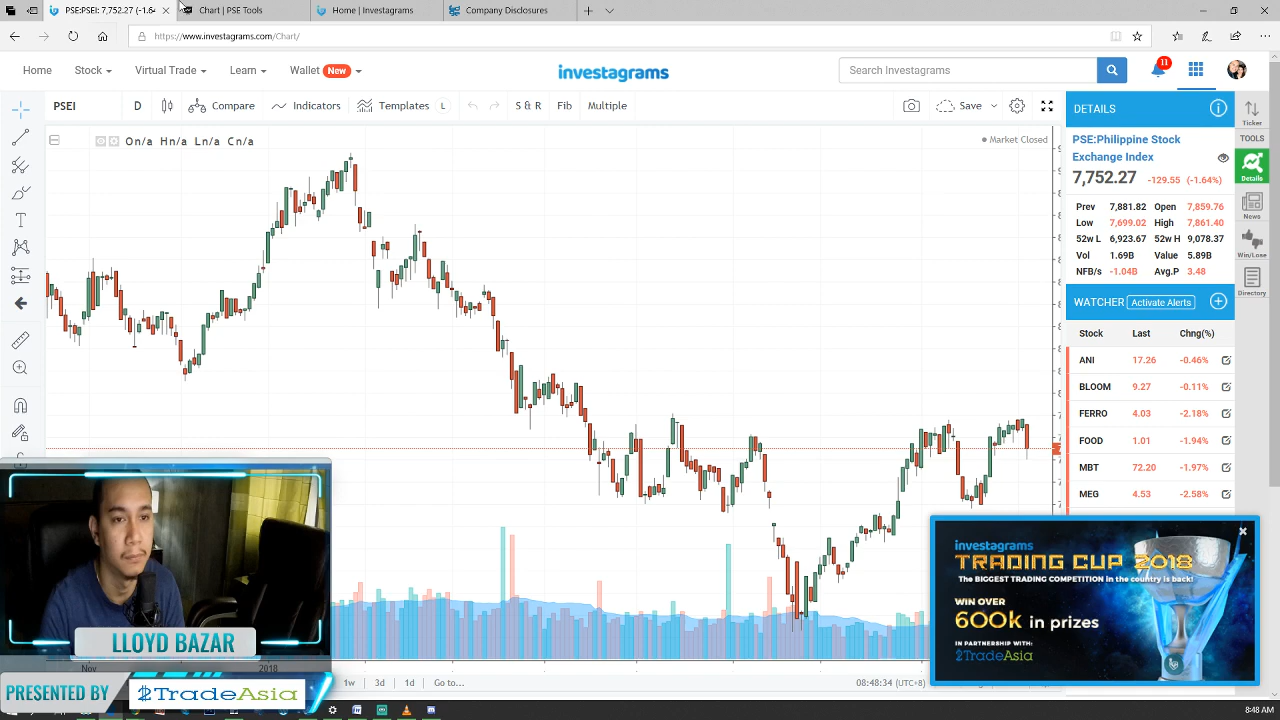 PSE:PSEI: 7,752.27 (-1.64
Chart | PSE Tools
Home | Investagrams
Company Disclosures
https://www.investagrams.com/Chart/
Home
Stock
Virtual Trade
Learn
Wallet New
investagrams
Search Investagrams
11
PSEI
D
Compare
Indicators
Templates
L
S & R
Fib
Multiple
Save
On/a Hn/a Ln/a Cn/a
Market Closed
DETAILS
PSE:Philippine Stock
Exchange Index
7,752.27 -129.55 (-1.64%)
Prev 7,881.82 Open 7,859.76
Low 7,699.02 High 7,861.40
52w L 6,923.67 52w H 9,078.37
Vol 1.69B Value 5.89B
NFB/s -1.04B Avg.P 3.48
WATCHER Activate Alerts
Stock Last Chng(%)
ANI 17.26 -0.46%
BLOOM 9.27 -0.11%
FERRO 4.03 -2.18%
FOOD 1.01 -1.94%
MBT 72.20 -1.97%
MEG 4.53 -2.58%
Ticker
TOOLS
Details
News
Win/Lose
Directory
investagrams
TRADING CUP 2018
The BIGGEST TRADING COMPETITION in the country is back!
WIN OVER
600k in prizes
IN PARTNERSHIP WITH:
2TradeAsia
LLOYD BAZAR
PRESENTED BY
2TradeAsia
Nov
2018
1w
3d
1d
Go to...
08:48:34 (UTC+8)
8:48 AM